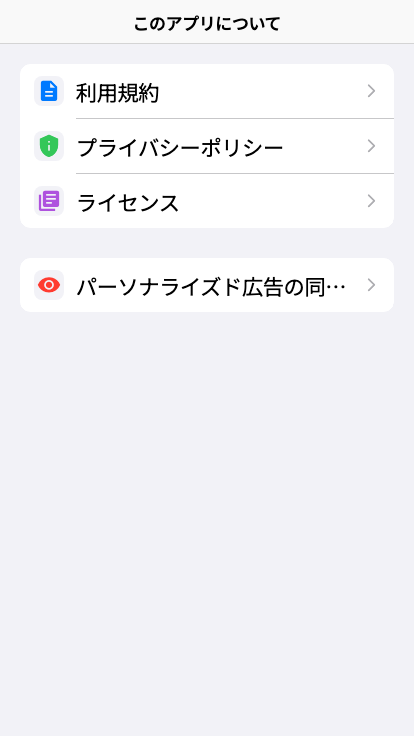 このアプリについて
利用規約
プライバシーポリシー
ライセンス
パーソナライズド広告の同…